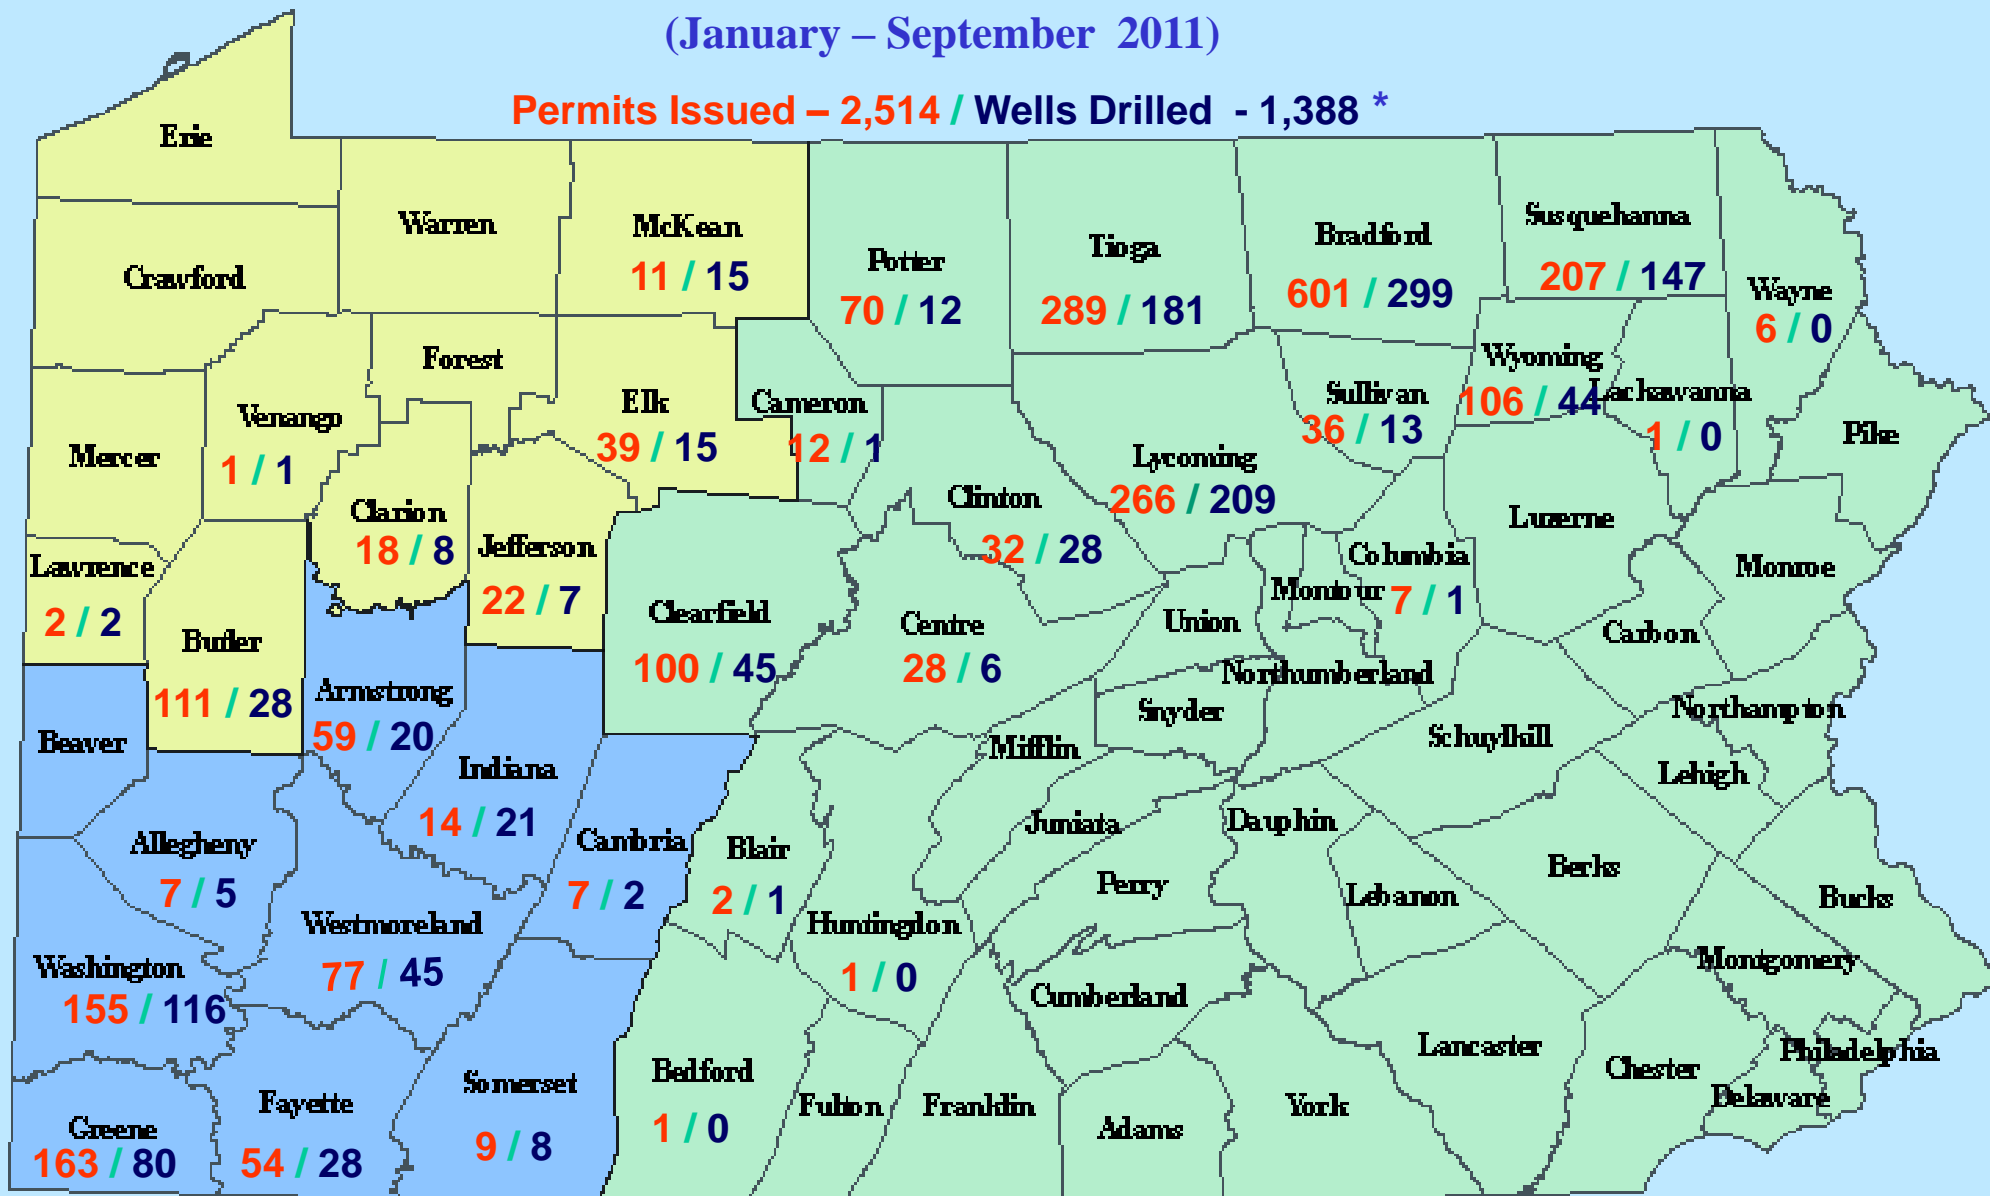 (January – September 2011)
Permits Issued – 2,514 / Wells Drilled - 1,388 *
Erie
Warren
McKean
11 / 15
Crawford
Potter
70 / 12
Tioga
289 / 181
Bradford
601 / 299
Susquehanna
207 / 147
Wayne
6 / 0
Forest
Venango
1 / 1
Elk
39 / 15
Cameron
12 / 1
Sullivan
36 / 13
Wyoming
106 / 44
Lackawanna
1 / 0
Pike
Mercer
Clarion
18 / 8
Jefferson
22 / 7
Clinton
32 / 28
Lycoming
266 / 209
Columbia
7 / 1
Luzerne
Monroe
Lawrence
2 / 2
Butler
111 / 28
Armstrong
59 / 20
Clearfield
100 / 45
Centre
28 / 6
Union
Montour
Northumberland
Snyder
Carbon
Northampton
Beaver
Indiana
14 / 21
Mifflin
Schuylkill
Lehigh
Allegheny
7 / 5
Cambria
7 / 2
Blair
2 / 1
Juniata
Dauphin
Perry
Lebanon
Berks
Bucks
Westmoreland
77 / 45
Huntingdon
1 / 0
Washington
155 / 116
Cumberland
Montgomery
Greene
163 / 80
Fayette
54 / 28
Somerset
9 / 8
Bedford
1 / 0
Fulton
Franklin
Adams
York
Lancaster
Chester
Philadelphia
Delaware